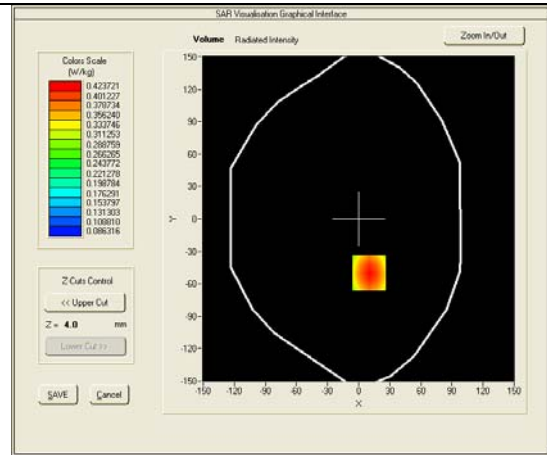 SAR Visualisation Graphical Interface
Volume Radiated Intensity
Zoom In/Out
Colors Scale
(W/kg)
0.423721
0.401227
0.378734
0.356240
0.333746
0.311253
0.288759
0.266265
0.243772
0.221278
0.198784
0.176291
0.153797
0.131303
0.108810
0.086316
Z Cuts Control
<< Upper Cut
Z = 4.0 mm
Lower Cut >>
SAVE
Cancel
Y
150
120
90
60
30
0
-30
-60
-90
-120
-150
-150 -120 -90 -60 -30 0 30 60 90 120 150
X